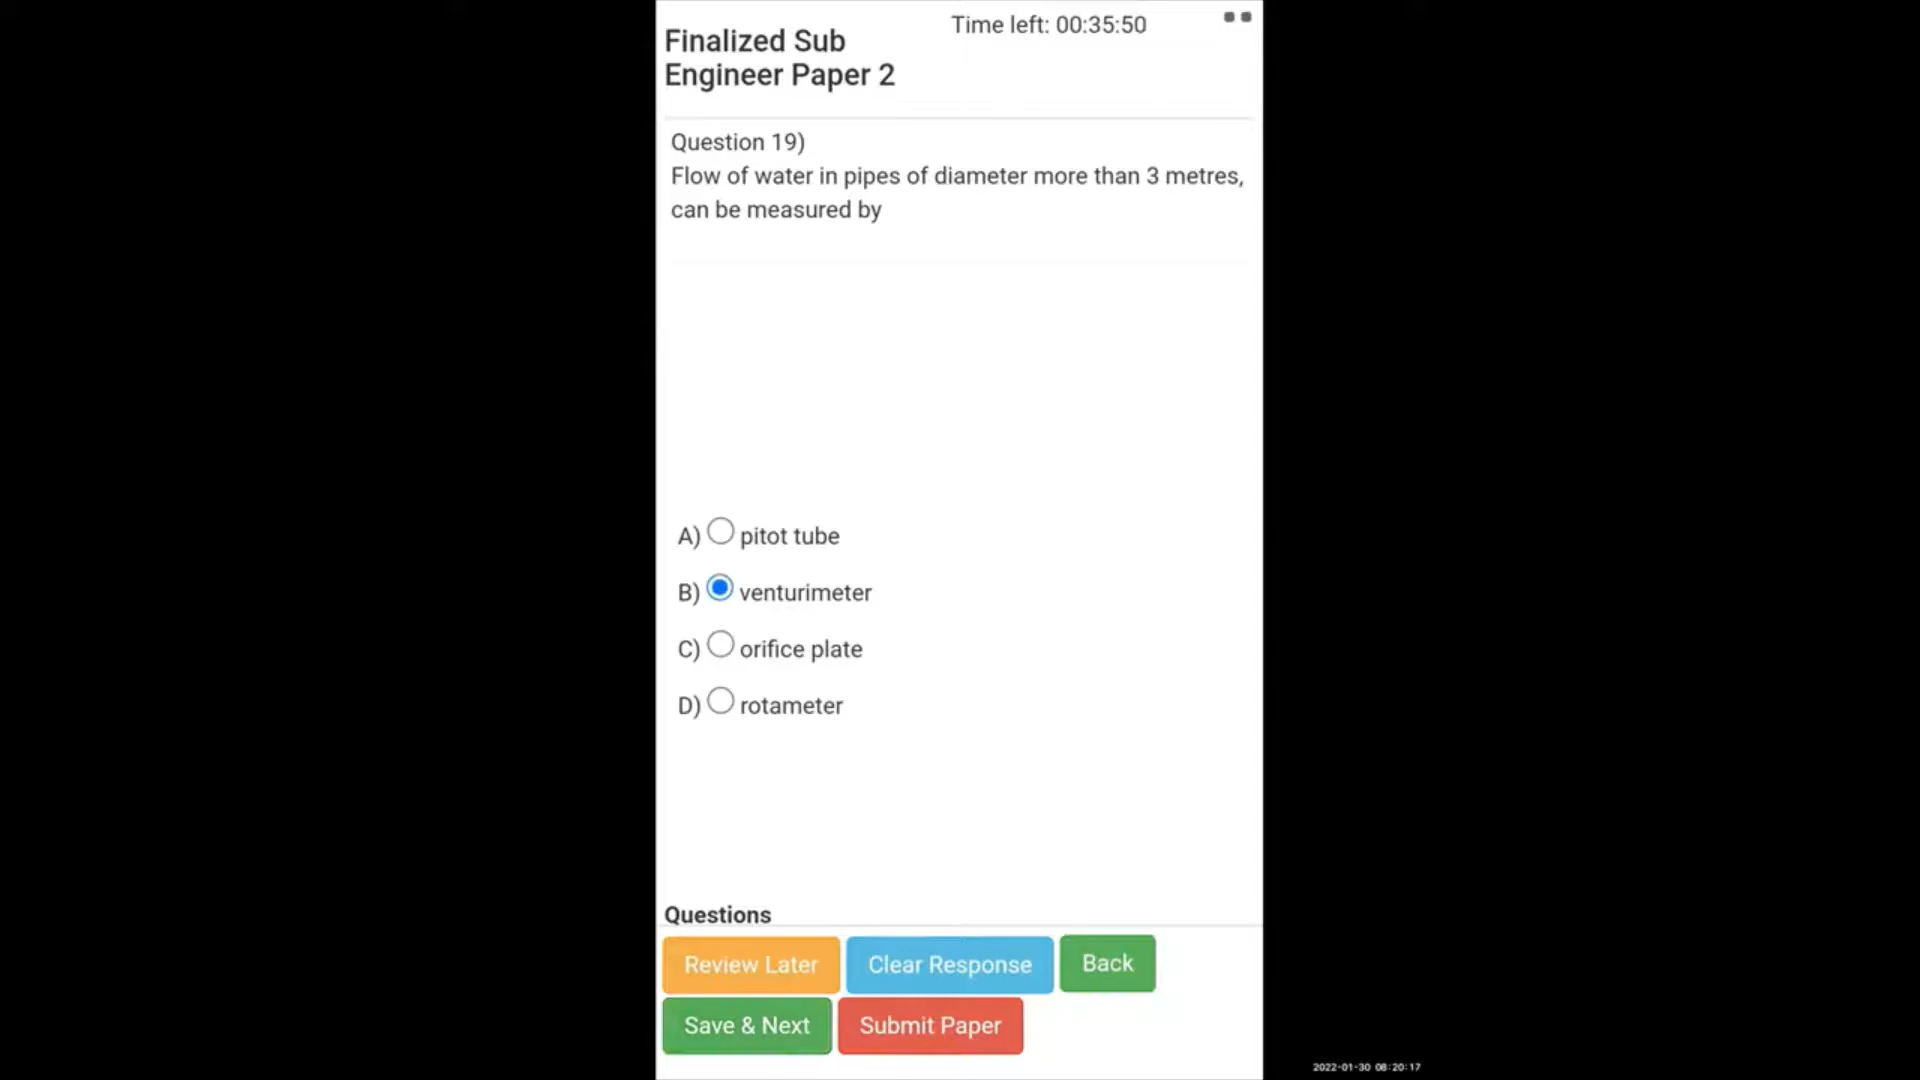 Time left: 00:35:50
Finalized Sub
Engineer Paper 2
Question 19)
Flow of water in pipes of diameter more than 3 metres,
can be measured by
A) pitot tube
B) venturimeter
C) orifice plate
D) rotameter
Questions
Review Later Clear Response Back
Save & Next Submit Paper
2022-01-30 08:20:17